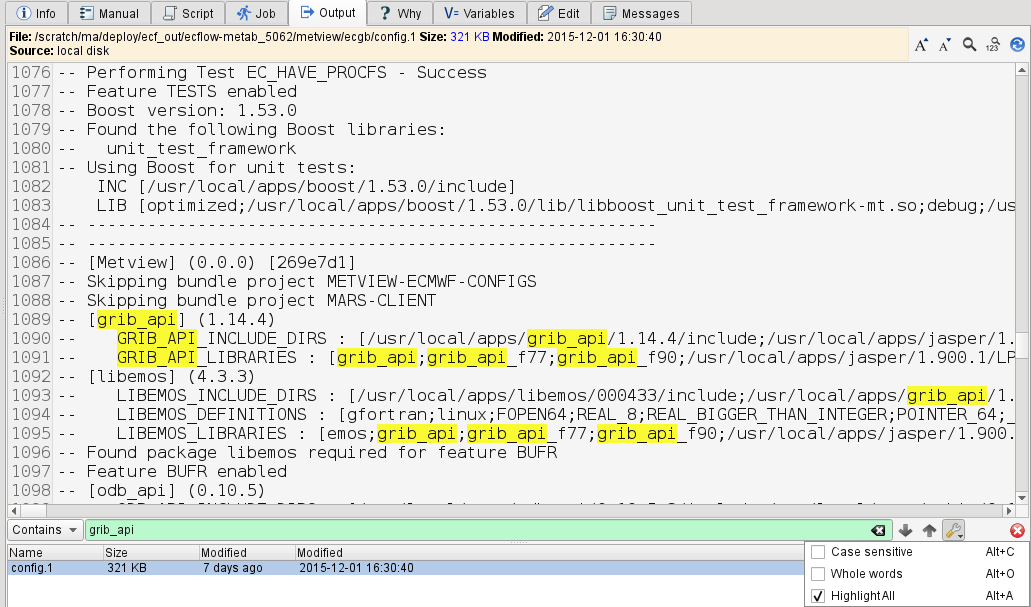 Info Manual Script Job Output Why Variables Edit Messages
File: /scratch/ma/deploy/ecf_out/ecflow-metab_5062/metview/ecgb/config.1 Size: 321 KB Modified: 2015-12-01 16:30:40
Source: local disk
1076 -- Performing Test EC_HAVE_PROCFS - Success
1077 -- Feature TESTS enabled
1078 -- Boost version: 1.53.0
1079 -- Found the following Boost libraries:
1080 --   unit_test_framework
1081 -- Using Boost for unit tests:
1082     INC [/usr/local/apps/boost/1.53.0/include]
1083     LIB [optimized;/usr/local/apps/boost/1.53.0/lib/libboost_unit_test_framework-mt.so;debug;/us
1084 -- ---------------------------------------------------------
1085 -- ---------------------------------------------------------
1086 -- [Metview] (0.0.0) [269e7d1]
1087 -- Skipping bundle project METVIEW-ECMWF-CONFIGS
1088 -- Skipping bundle project MARS-CLIENT
1089 -- [grib_api] (1.14.4)
1090 --    GRIB_API_INCLUDE_DIRS : [/usr/local/apps/grib_api/1.14.4/include;/usr/local/apps/jasper/1.
1091 --    GRIB_API_LIBRARIES : [grib_api;grib_api_f77;grib_api_f90;/usr/local/apps/jasper/1.900.1/LP
1092 -- [libemos] (4.3.3)
1093 --    LIBEMOS_INCLUDE_DIRS : [/usr/local/apps/libemos/000433/include;/usr/local/apps/grib_api/1.
1094 --    LIBEMOS_DEFINITIONS : [gfortran;linux;FOPEN64;REAL_8;REAL_BIGGER_THAN_INTEGER;POINTER_64;_
1095 --    LIBEMOS_LIBRARIES : [emos;grib_api;grib_api_f77;grib_api_f90;/usr/local/apps/jasper/1.900.
1096 -- Found package libemos required for feature BUFR
1097 -- Feature BUFR enabled
1098 -- [odb_api] (0.10.5)
Contains grib_api
Name Size Modified Modified
config.1 321 KB 7 days ago 2015-12-01 16:30:40
Case sensitive Alt+C
Whole words Alt+O
Highlight All Alt+A